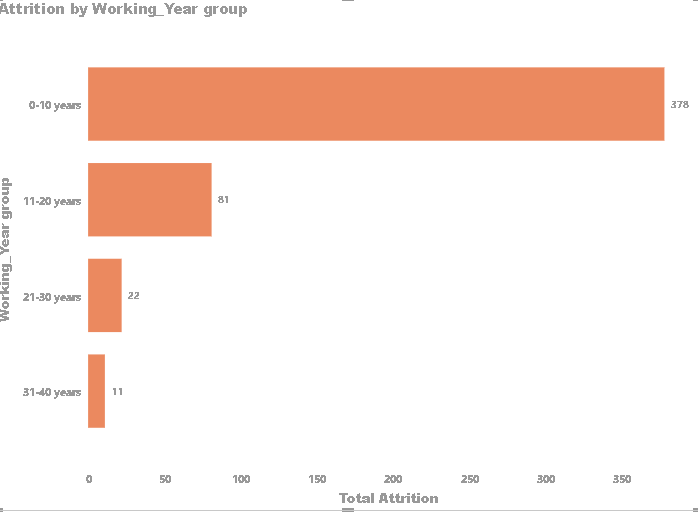 Attrition by Working_Year group
Working_Year group
0-10 years
378
11-20 years
81
21-30 years
22
31-40 years
11
0 50 100 150 200 250 300 350
Total Attrition